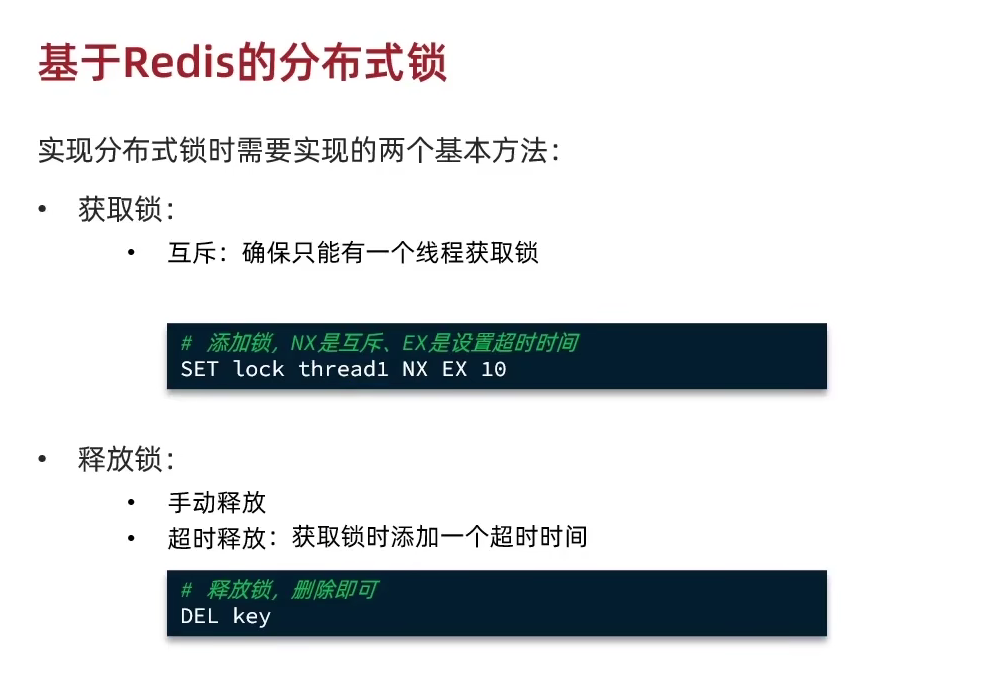 基于Redis的分布式锁
实现分布式锁时需要实现的两个基本方法：
• 获取锁：
• 互斥：确保只能有一个线程获取锁
# 添加锁，NX是互斥、EX是设置超时时间
SET lock thread1 NX EX 10
• 释放锁：
• 手动释放
• 超时释放：获取锁时添加一个超时时间
# 释放锁，删除即可
DEL key